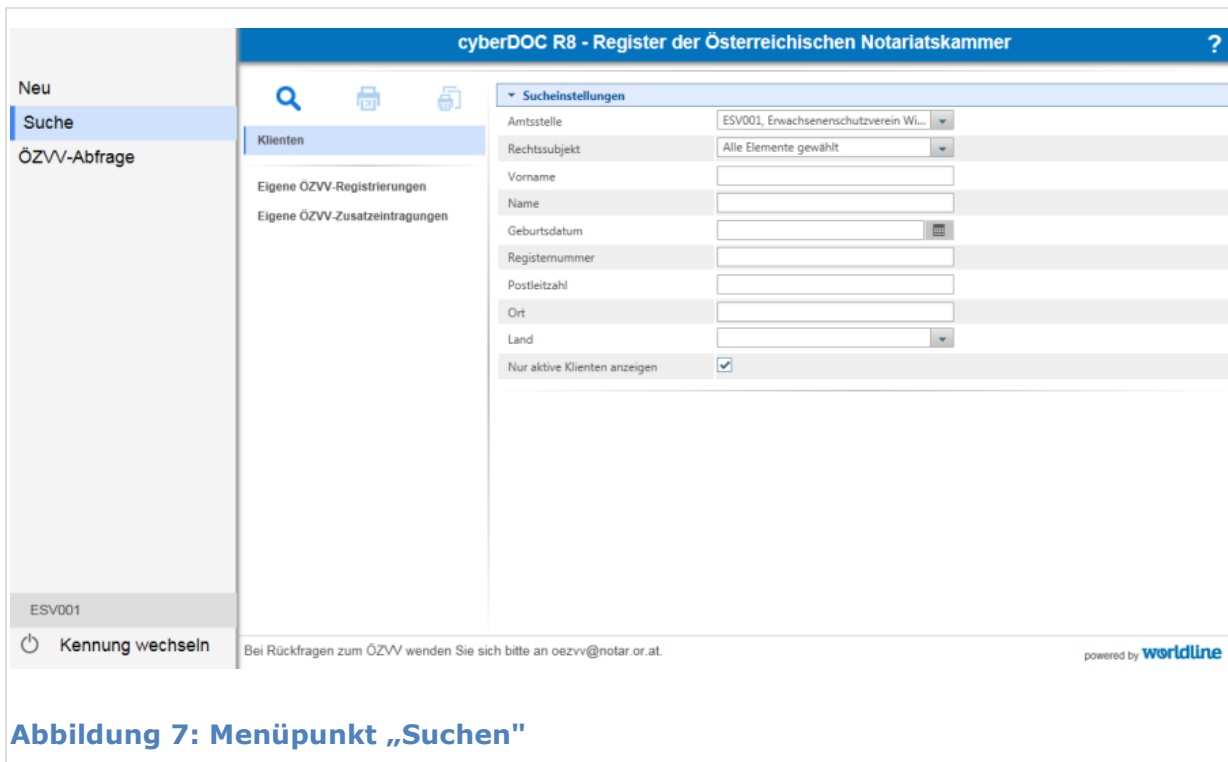 cyberDOC R8 - Register der Österreichischen Notariatskammer
?
Neu
Suche
ÖZVV-Abfrage
ESV001
Kennung wechseln
Klienten
Eigene ÖZVV-Registrierungen
Eigene ÖZVV-Zusatzeintragungen
Sucheinstellungen
Amtsstelle ESV001, Erwachsenenschutzverein Wi...
Rechtssubjekt Alle Elemente gewählt
Vorname
Name
Geburtsdatum
Registernummer
Postleitzahl
Ort
Land
Nur aktive Klienten anzeigen
Bei Rückfragen zum ÖZVV wenden Sie sich bitte an oezvv@notar.or.at.
powered by worldline
Abbildung 7: Menüpunkt „Suchen"